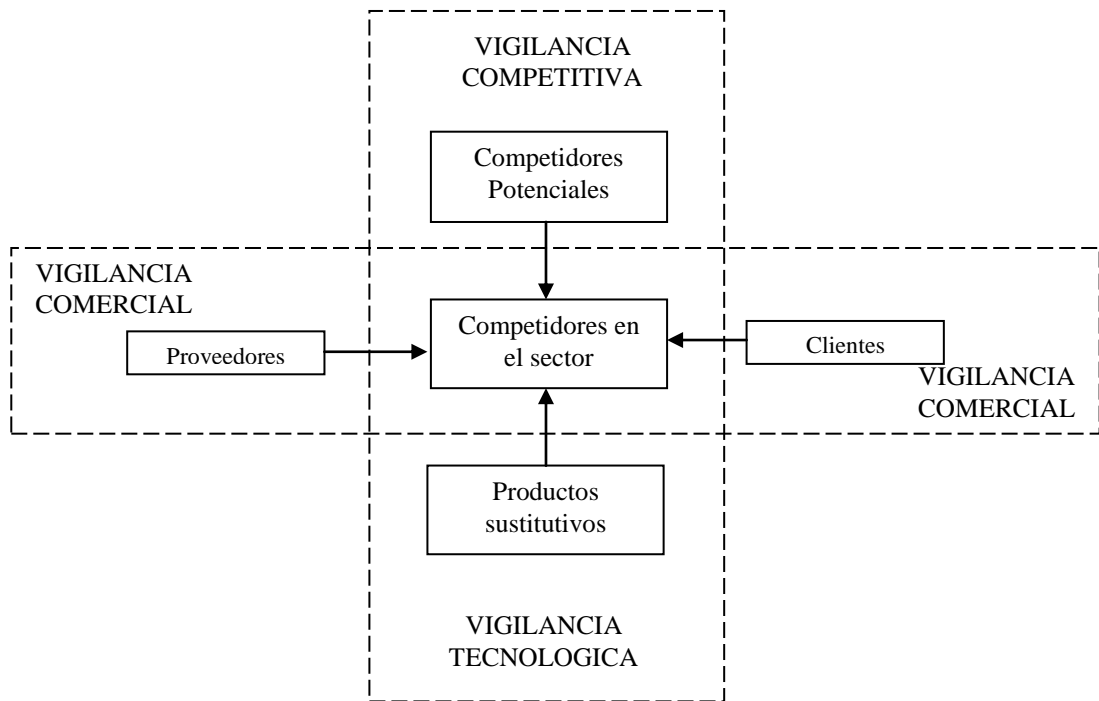 VIGILANCIA
COMPETITIVA
Competidores
Potenciales
VIGILANCIA
COMERCIAL
Proveedores
Competidores en
el sector
Clientes
VIGILANCIA
COMERCIAL
Productos
sustitutivos
VIGILANCIA
TECNOLOGICA